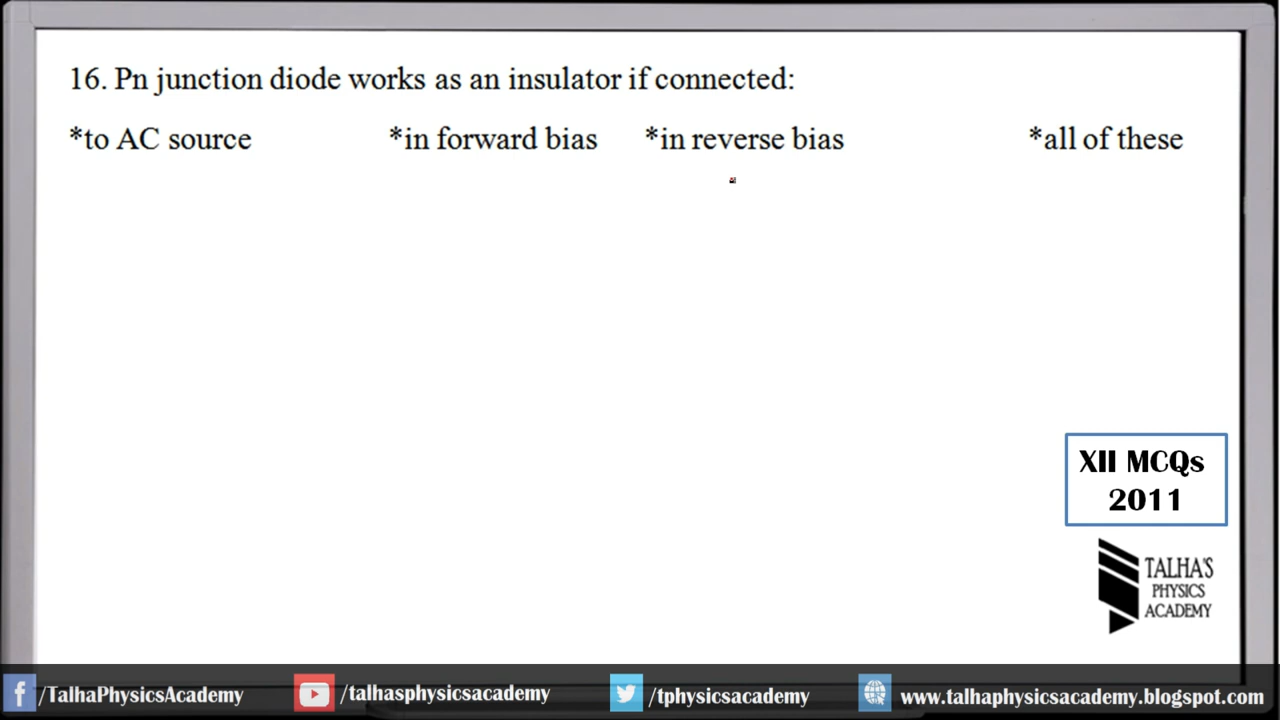 16. Pn junction diode works as an insulator if connected:
*to AC source *in forward bias *in reverse bias *all of these
XII MCQs
2011
TALHA'S
PHYSICS
ACADEMY
/TalhaPhysicsAcademy /talhasphysicsacademy /tphysicsacademy www.talhaphysicsacademy.blogspot.com